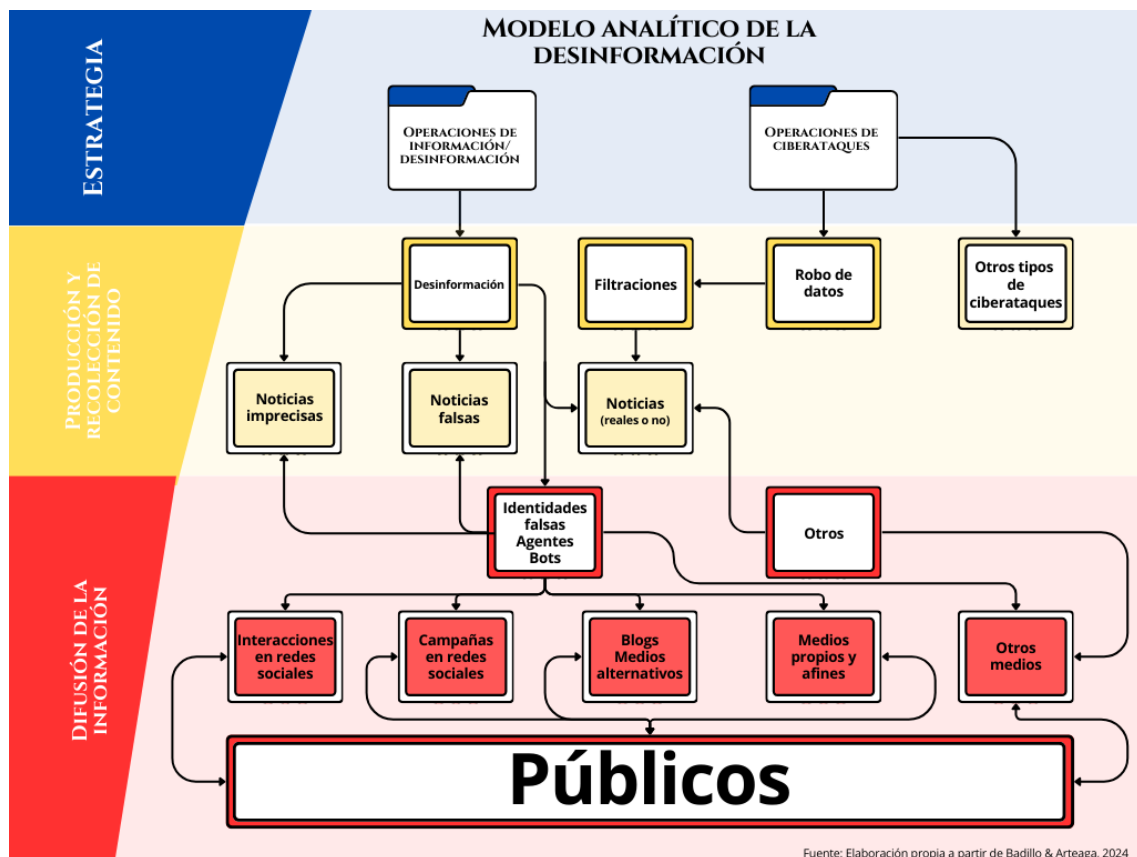 MODELO ANALÍTICO DE LA
DESINFORMACIÓN
ESTRATEGIA
OPERACIONES DE
INFORMACIÓN/
DESINFORMACIÓN
OPERACIONES DE
CIBERATAQUES
PRODUCCIÓN Y
RECOLECCIÓN DE
CONTENIDO
Desinformación
Filtraciones
Robo de
datos
Otros tipos
de
ciberataques
Noticias
imprecisas
Noticias
falsas
Noticias
(reales o no)
DIFUSIÓN DE LA
INFORMACIÓN
Identidades
falsas
Agentes
Bots
Otros
Interacciones
en redes
sociales
Campañas
en redes
sociales
Blogs
Medios
alternativos
Medios
propios y
afines
Otros
medios
Públicos
Fuente: Elaboración propia a partir de Badillo & Arteaga, 2024